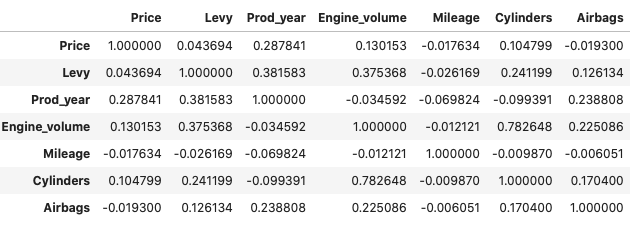 Price Levy Prod_year Engine_volume Mileage Cylinders Airbags
Price 1.000000 0.043694 0.287841 0.130153 -0.017634 0.104799 -0.019300
Levy 0.043694 1.000000 0.381583 0.375368 -0.026169 0.241199 0.126134
Prod_year 0.287841 0.381583 1.000000 -0.034592 -0.069824 -0.099391 0.238808
Engine_volume 0.130153 0.375368 -0.034592 1.000000 -0.012121 0.782648 0.225086
Mileage -0.017634 -0.026169 -0.069824 -0.012121 1.000000 -0.009870 -0.006051
Cylinders 0.104799 0.241199 -0.099391 0.782648 -0.009870 1.000000 0.170400
Airbags -0.019300 0.126134 0.238808 0.225086 -0.006051 0.170400 1.000000